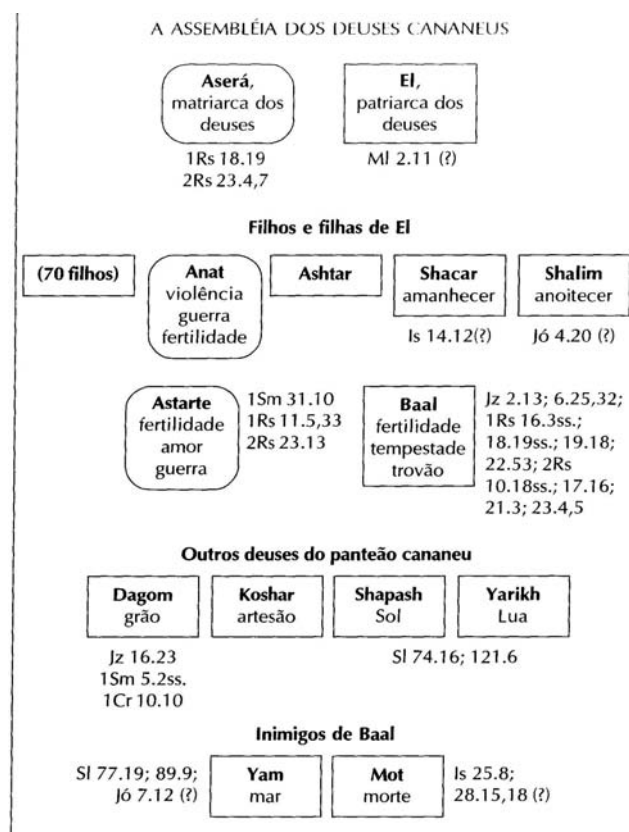 A ASSEMBLÉIA DOS DEUSES CANANEUS
Aserá,
matriarca dos
deuses
1Rs 18.19
2Rs 23.4,7
El,
patriarca dos
deuses
Ml 2.11 (?)
Filhos e filhas de El
(70 filhos)
Anat
violência
guerra
fertilidade
Ashtar
Shacar
amanhecer
Is 14.12(?)
Shalim
anoitecer
Jó 4.20 (?)
Astarte
fertilidade
amor
guerra
1Sm 31.10
1Rs 11.5,33
2Rs 23.13
Baal
fertilidade
tempestade
trovão
Jz 2.13; 6.25,32;
1Rs 16.3ss.;
18.19ss.; 19.18;
22.53; 2Rs
10.18ss.; 17.16;
21.3; 23.4,5
Outros deuses do panteão cananeu
Dagom
grão
Jz 16.23
1Sm 5.2ss.
1Cr 10.10
Koshar
artesão
Shapash
Sol
Yarikh
Lua
Sl 74.16; 121.6
Inimigos de Baal
Sl 77.19; 89.9;
Jó 7.12 (?)
Yam
mar
Mot
morte
Is 25.8;
28.15,18 (?)